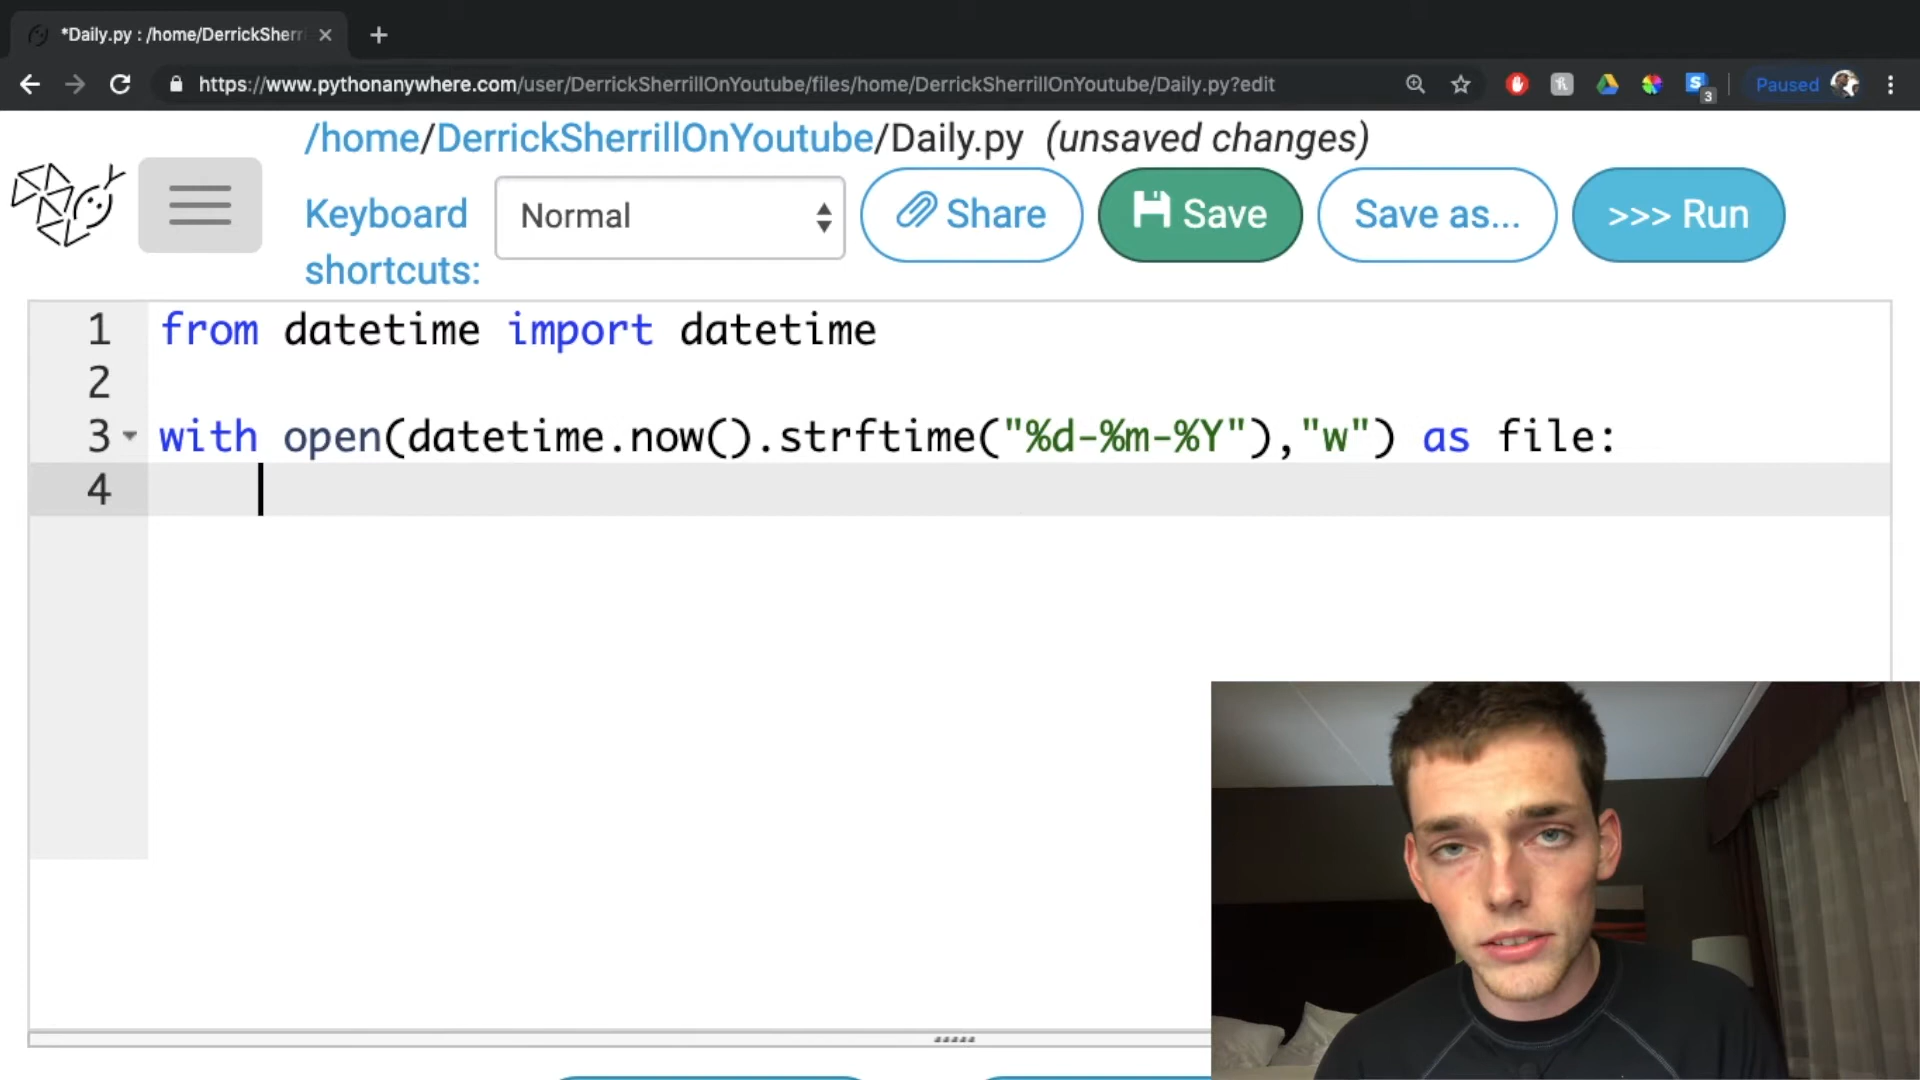 *Daily.py : /home/DerrickSherri
https://www.pythonanywhere.com/user/DerrickSherrillOnYoutube/files/home/DerrickSherrillOnYoutube/Daily.py?edit
3
Paused
/home/DerrickSherrillOnYoutube/Daily.py (unsaved changes)
Keyboard shortcuts:
Normal
Share
Save
Save as...
>>> Run
1 from datetime import datetime
2
3 with open(datetime.now().strftime("%d-%m-%Y"),"w") as file:
4